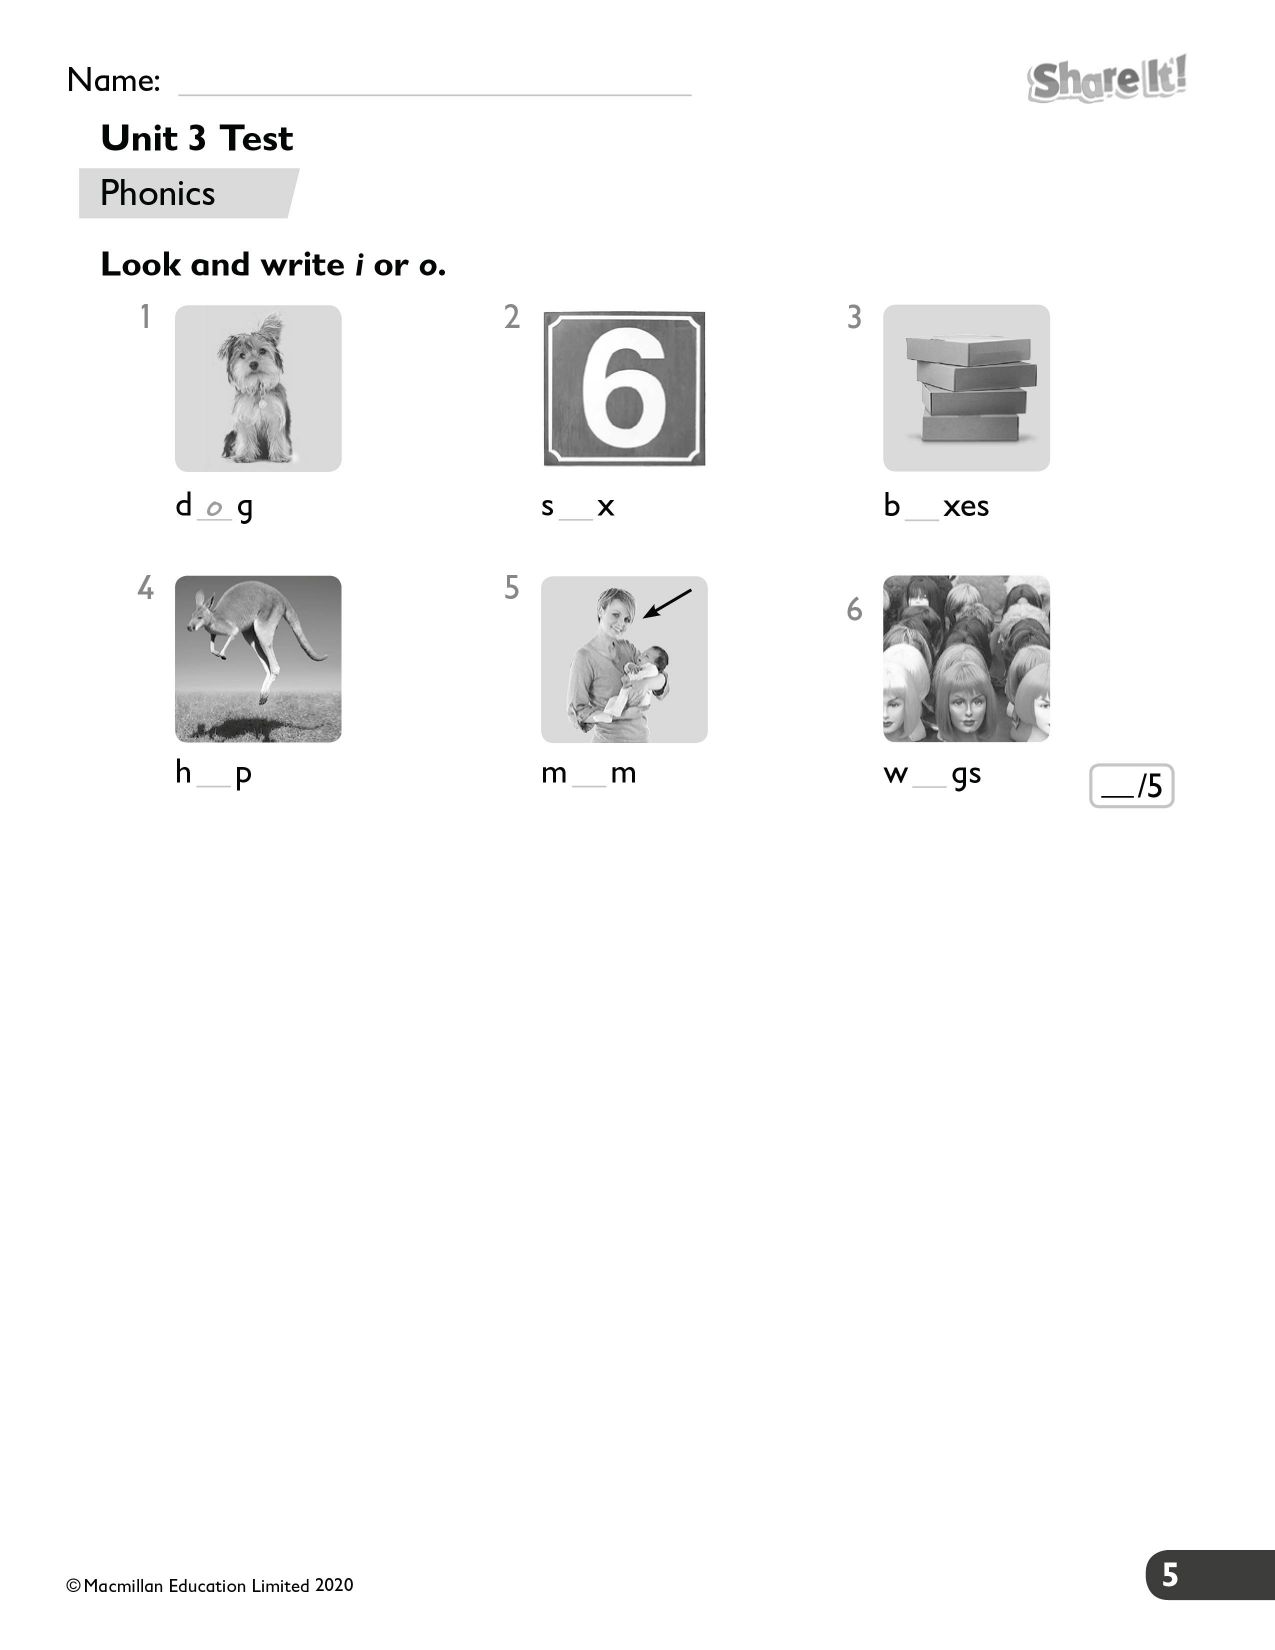 Name: ____
Share It!
Unit 3 Test
Phonics
Look and write i or o.
1 2 3
6
d o g s __ x b __ xes
4 5 6
h __ p m __ m w __ gs
__/5
© Macmillan Education Limited 2020
5